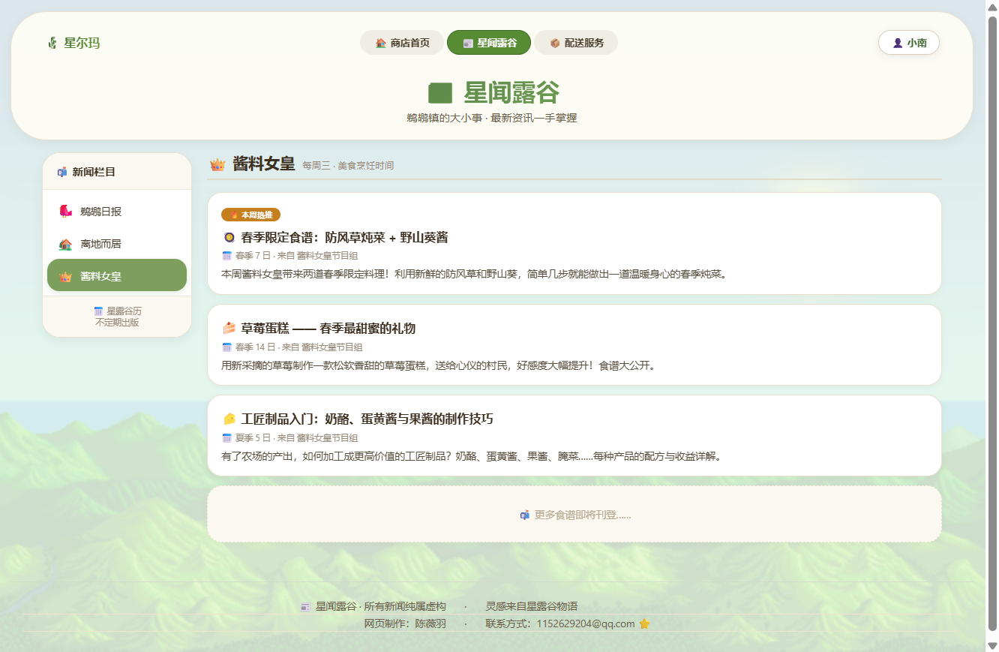 星尔玛
商店首页
星闻露谷
配送服务
小南
星闻露谷
鹈鹕镇的大小事 · 最新资讯一手掌握
新闻栏目
鹈鹕日报
离地而居
酱料女皇
星露谷历
不定期出版
酱料女皇 每周三 · 美食烹饪时间
本周热推
春季限定食谱：防风草炖菜 + 野山葵酱
春季 7 日 · 来自 酱料女皇节目组
本周酱料女皇带来两道春季限定料理！利用新鲜的防风草和野山葵，简单几步就能做出一道温暖身心的春季炖菜。
草莓蛋糕 —— 春季最甜蜜的礼物
春季 14 日 · 来自 酱料女皇节目组
用新采摘的草莓制作一款松软香甜的草莓蛋糕，送给心仪的村民，好感度大幅提升！食谱大公开。
工匠制品入门：奶酪、蛋黄酱与果酱的制作技巧
夏季 5 日 · 来自 酱料女皇节目组
有了农场的产出，如何加工成更高价值的工匠制品？奶酪、蛋黄酱、果酱、腌菜……每种产品的配方与收益详解。
更多食谱即将刊登……
星闻露谷 · 所有新闻纯属虚构 · 灵感来自星露谷物语
网页制作：陈薇羽 · 联系方式：1152629204@qq.com